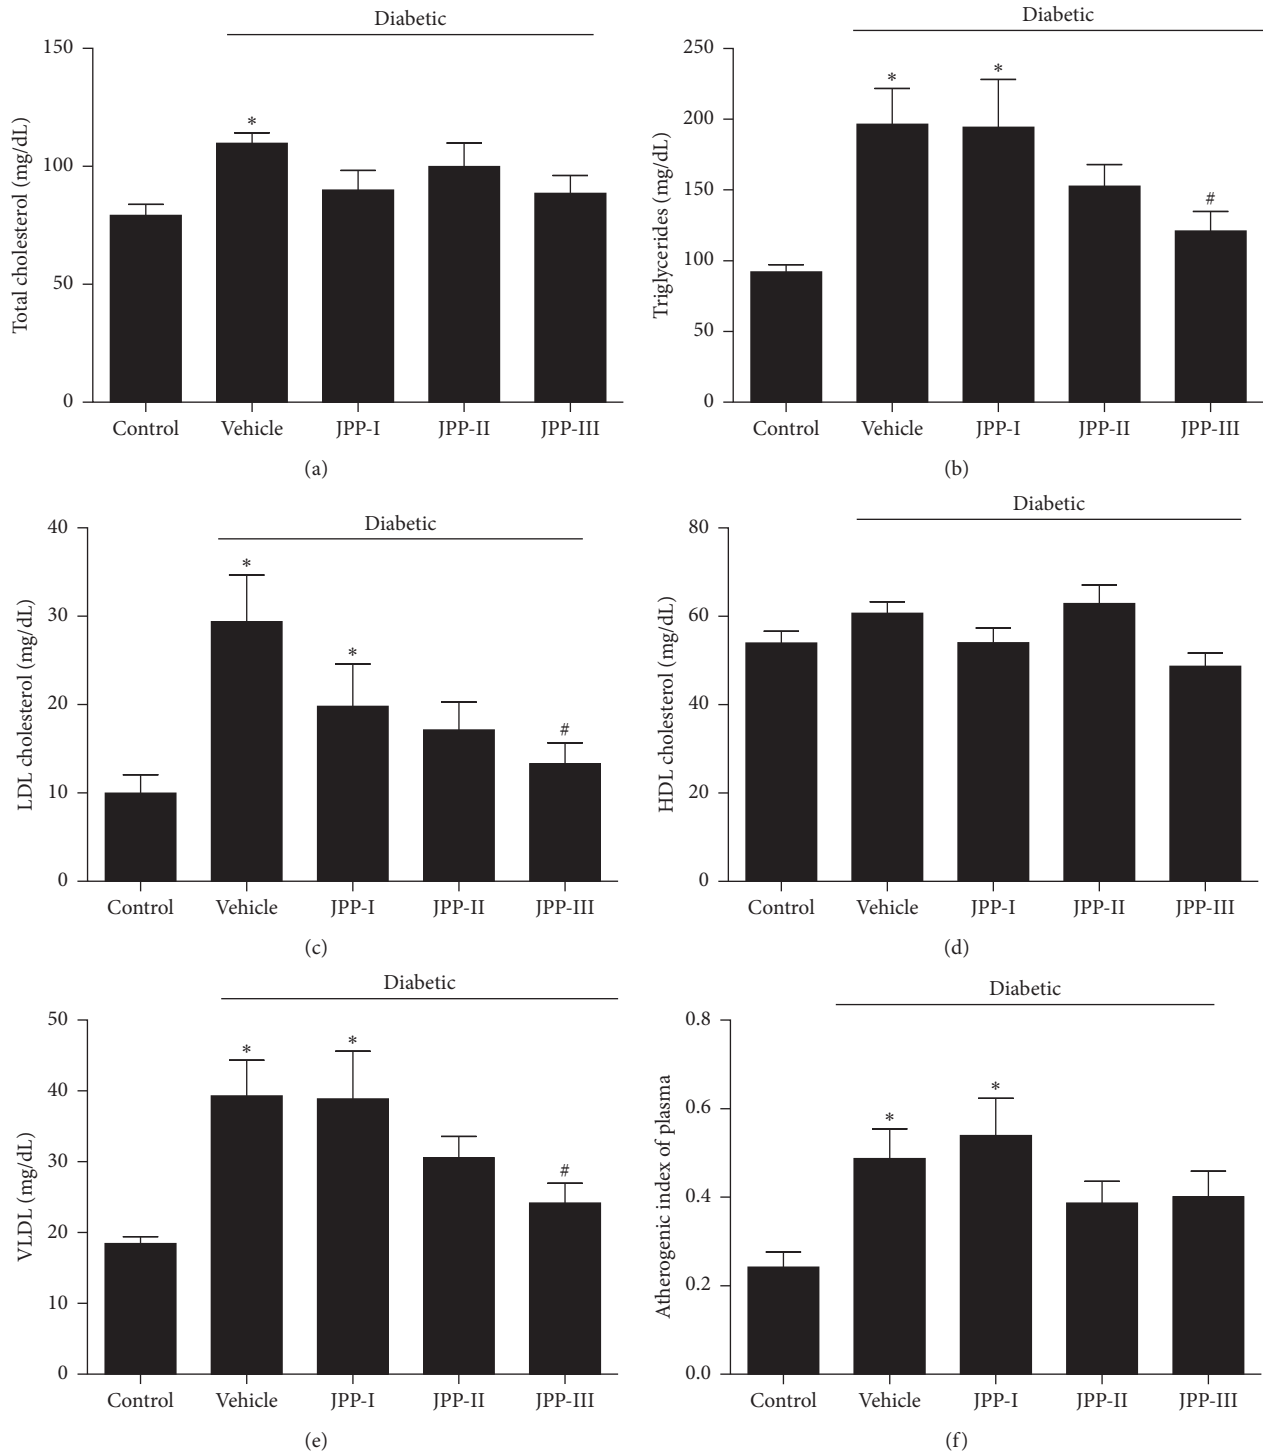 Diabetic
150
100
50
0
Total cholesterol (mg/dL)
*
Control Vehicle JPP-I JPP-II JPP-III
(a)
Diabetic
250
200
150
100
50
0
Triglycerides (mg/dL)
* * #
Control Vehicle JPP-I JPP-II JPP-III
(b)
Diabetic
40
30
20
10
0
LDL cholesterol (mg/dL)
* * #
Control Vehicle JPP-I JPP-II JPP-III
(c)
Diabetic
80
60
40
20
0
HDL cholesterol (mg/dL)
Control Vehicle JPP-I JPP-II JPP-III
(d)
Diabetic
50
40
30
20
10
0
VLDL (mg/dL)
* * #
Control Vehicle JPP-I JPP-II JPP-III
(e)
Diabetic
0.8
0.6
0.4
0.2
0.0
Atherogenic index of plasma
* *
Control Vehicle JPP-I JPP-II JPP-III
(f)